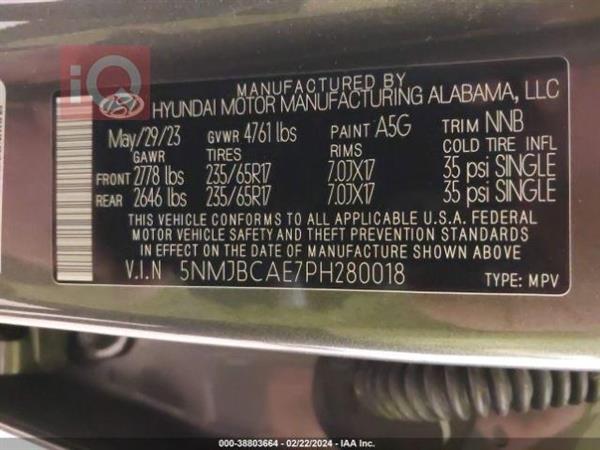 iQ
MANUFACTURED BY
HYUNDAI MOTOR MANUFACTURING ALABAMA, LLC
May/29/23 GVWR 4761 lbs PAINT A5G TRIM NNB
GAWR TIRES RIMS COLD TIRE INFL
FRONT 2778 lbs 235/65R17 7.0JX17 35 psi SINGLE
REAR 2646 lbs 235/65R17 7.0JX17 35 psi SINGLE
THIS VEHICLE CONFORMS TO ALL APPLICABLE U.S.A. FEDERAL
MOTOR VEHICLE SAFETY AND THEFT PREVENTION STANDARDS
IN EFFECT ON THE DATE OF MANUFACTURE SHOWN ABOVE
V.I.N 5NMJBCAE7PH280018 TYPE: MPV
000-38803664 - 02/22/2024 - IAA Inc.